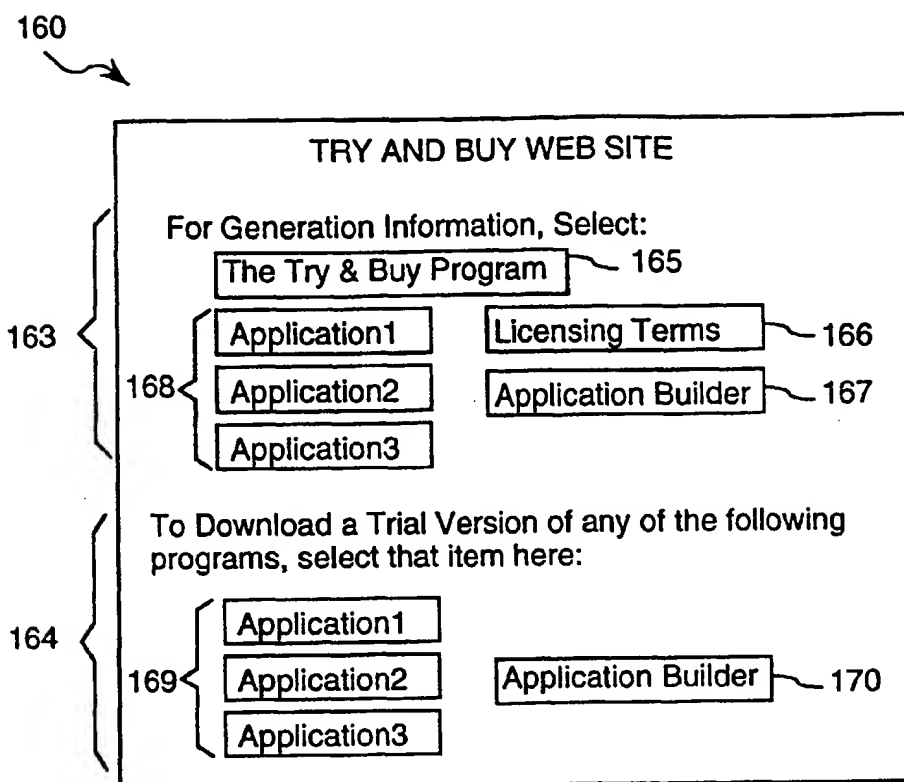 160
TRY AND BUY WEB SITE
For Generation Information, Select:
The Try & Buy Program 165
163
168
Application1 Licensing Terms 166
Application2 Application Builder 167
Application3
To Download a Trial Version of any of the following
programs, select that item here:
164
169
Application1
Application2 Application Builder 170
Application3